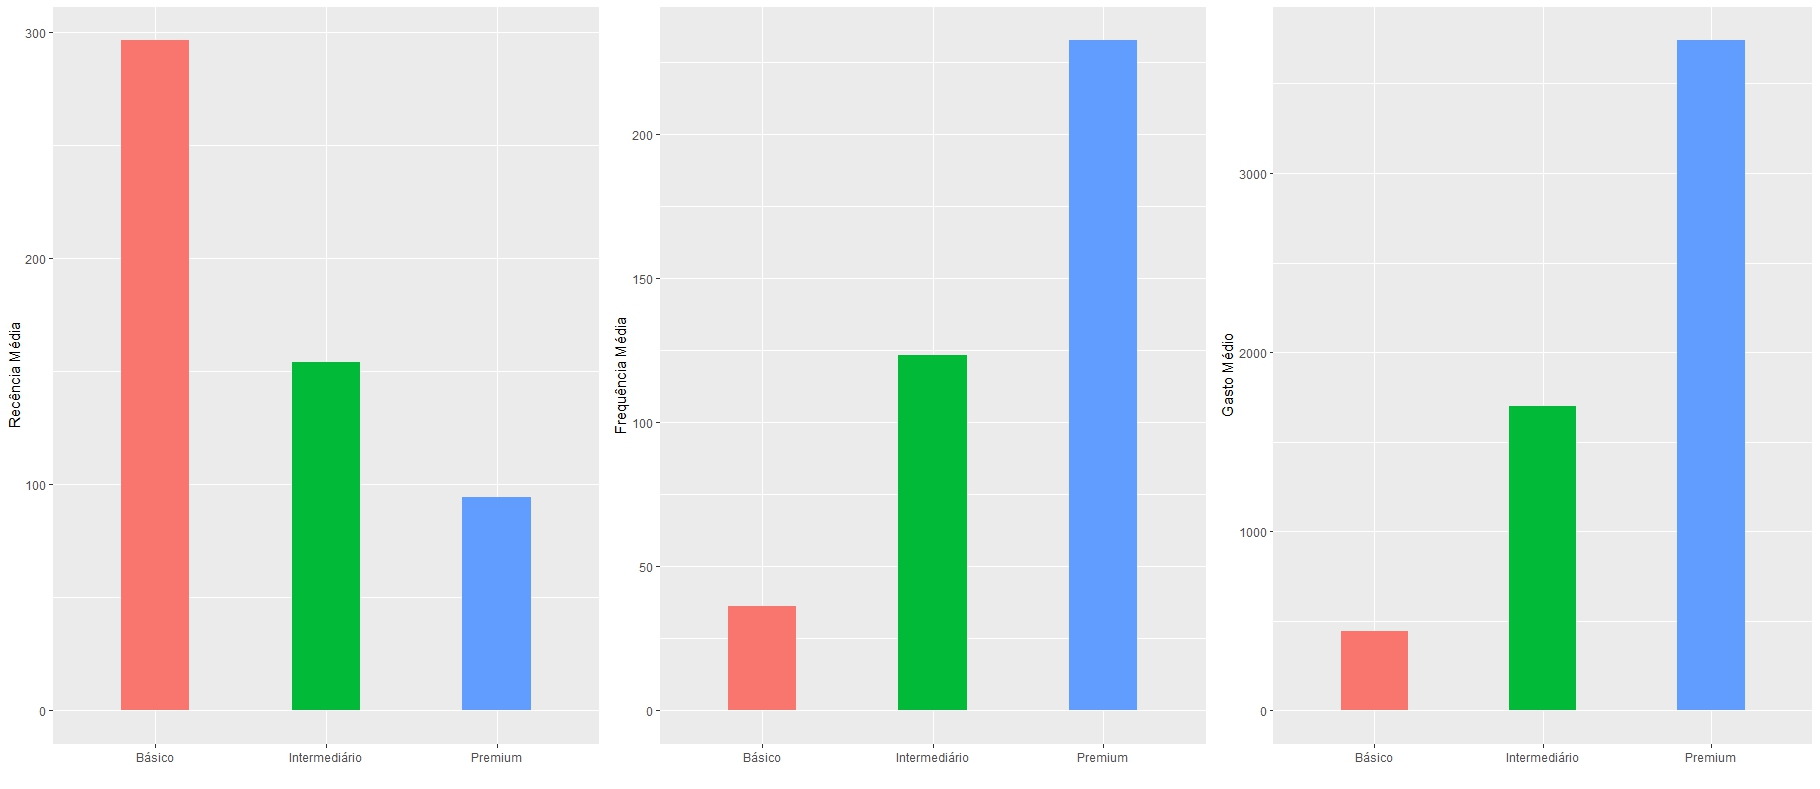 Recência Média
300
200
100
0
Básico
Intermediário
Premium
Frequência Média
200
150
100
50
0
Básico
Intermediário
Premium
Gasto Médio
3000
2000
1000
0
Básico
Intermediário
Premium